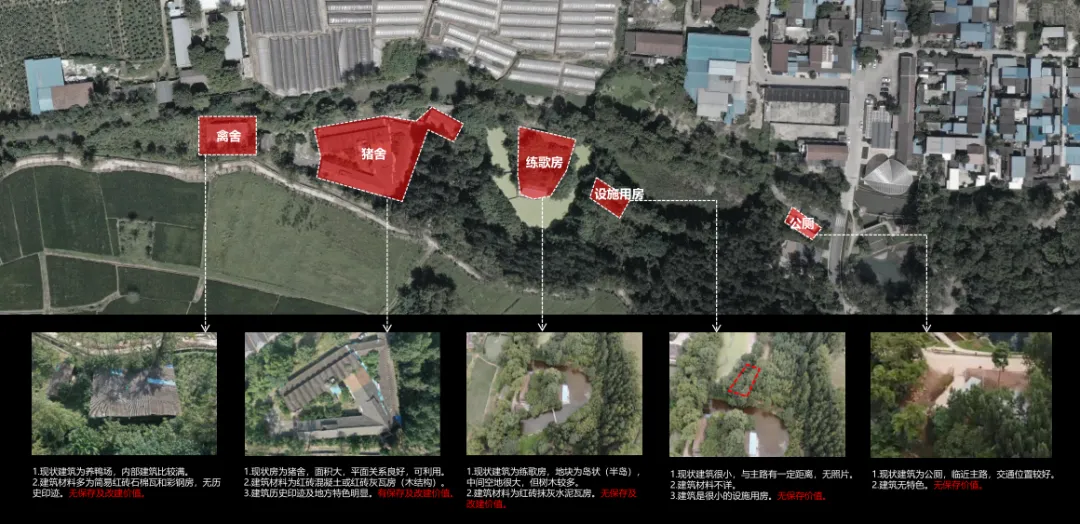 禽舍
猪舍
练歌房
设施用房
公厕
1.现状建筑为养鸭场，内部建筑比较满。
2.建筑材料多为简易红砖石棉瓦和彩钢房，无历
史印迹。无保存及改建价值。
1.现状房为猪舍，面积大，平面关系良好，可利用。
2.建筑材料为红砖混凝土或红砖灰瓦房（木结构）。
3.建筑历史印迹及地方特色明显。有保存及改建价值。
1.现状建筑为练歌房，地块为岛状（半岛），
中间空地很大，但树木较多。
2.建筑材料为红砖抹灰水泥瓦房。无保存及
改建价值。
1.现状建筑很小，与主路有一定距离，无照片。
2.建筑材料不详。
3.建筑是很小的设施用房。无保存价值。
1.现状建筑为公厕，临近主路，交通位置较好。
2.建筑无特色。无保存价值。